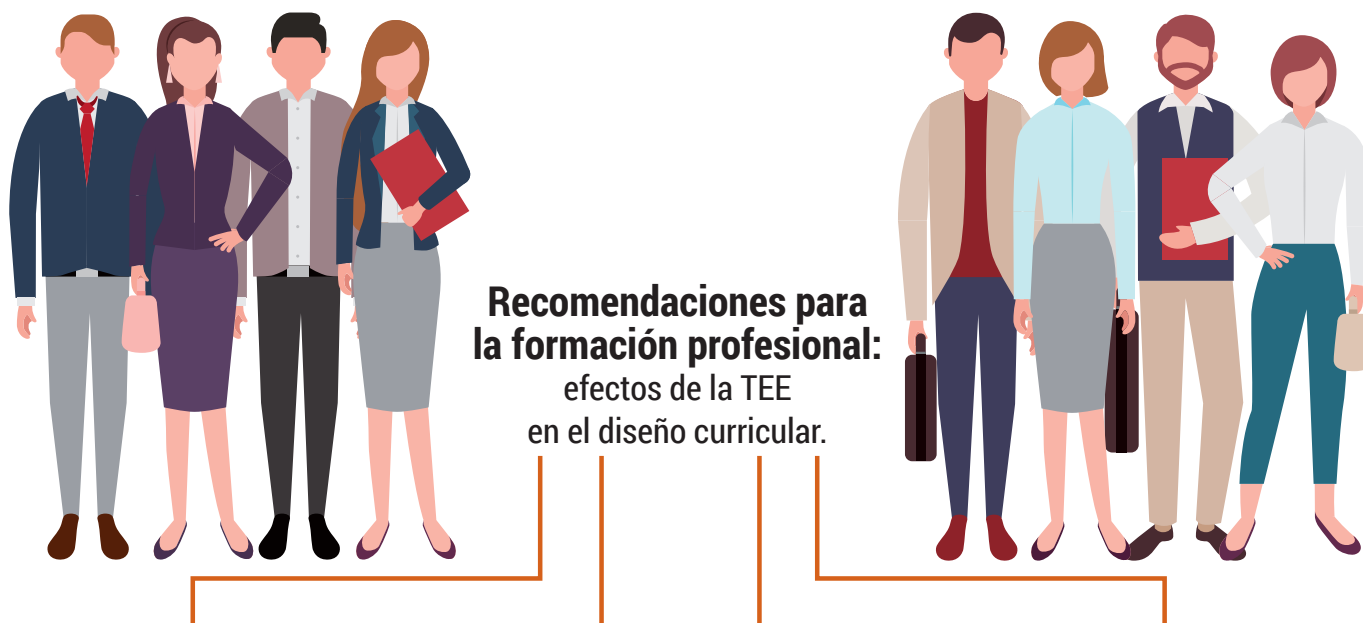 Recomendaciones para
la formación profesional:
efectos de la TEE
en el diseño curricular.